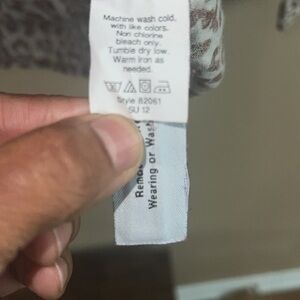 Machine wash cold,
with like colors.
Non chlorine
bleach only.
Tumble dry low.
Warm iron as
needed.
Style 82061
SU 12
Wearing or Wash